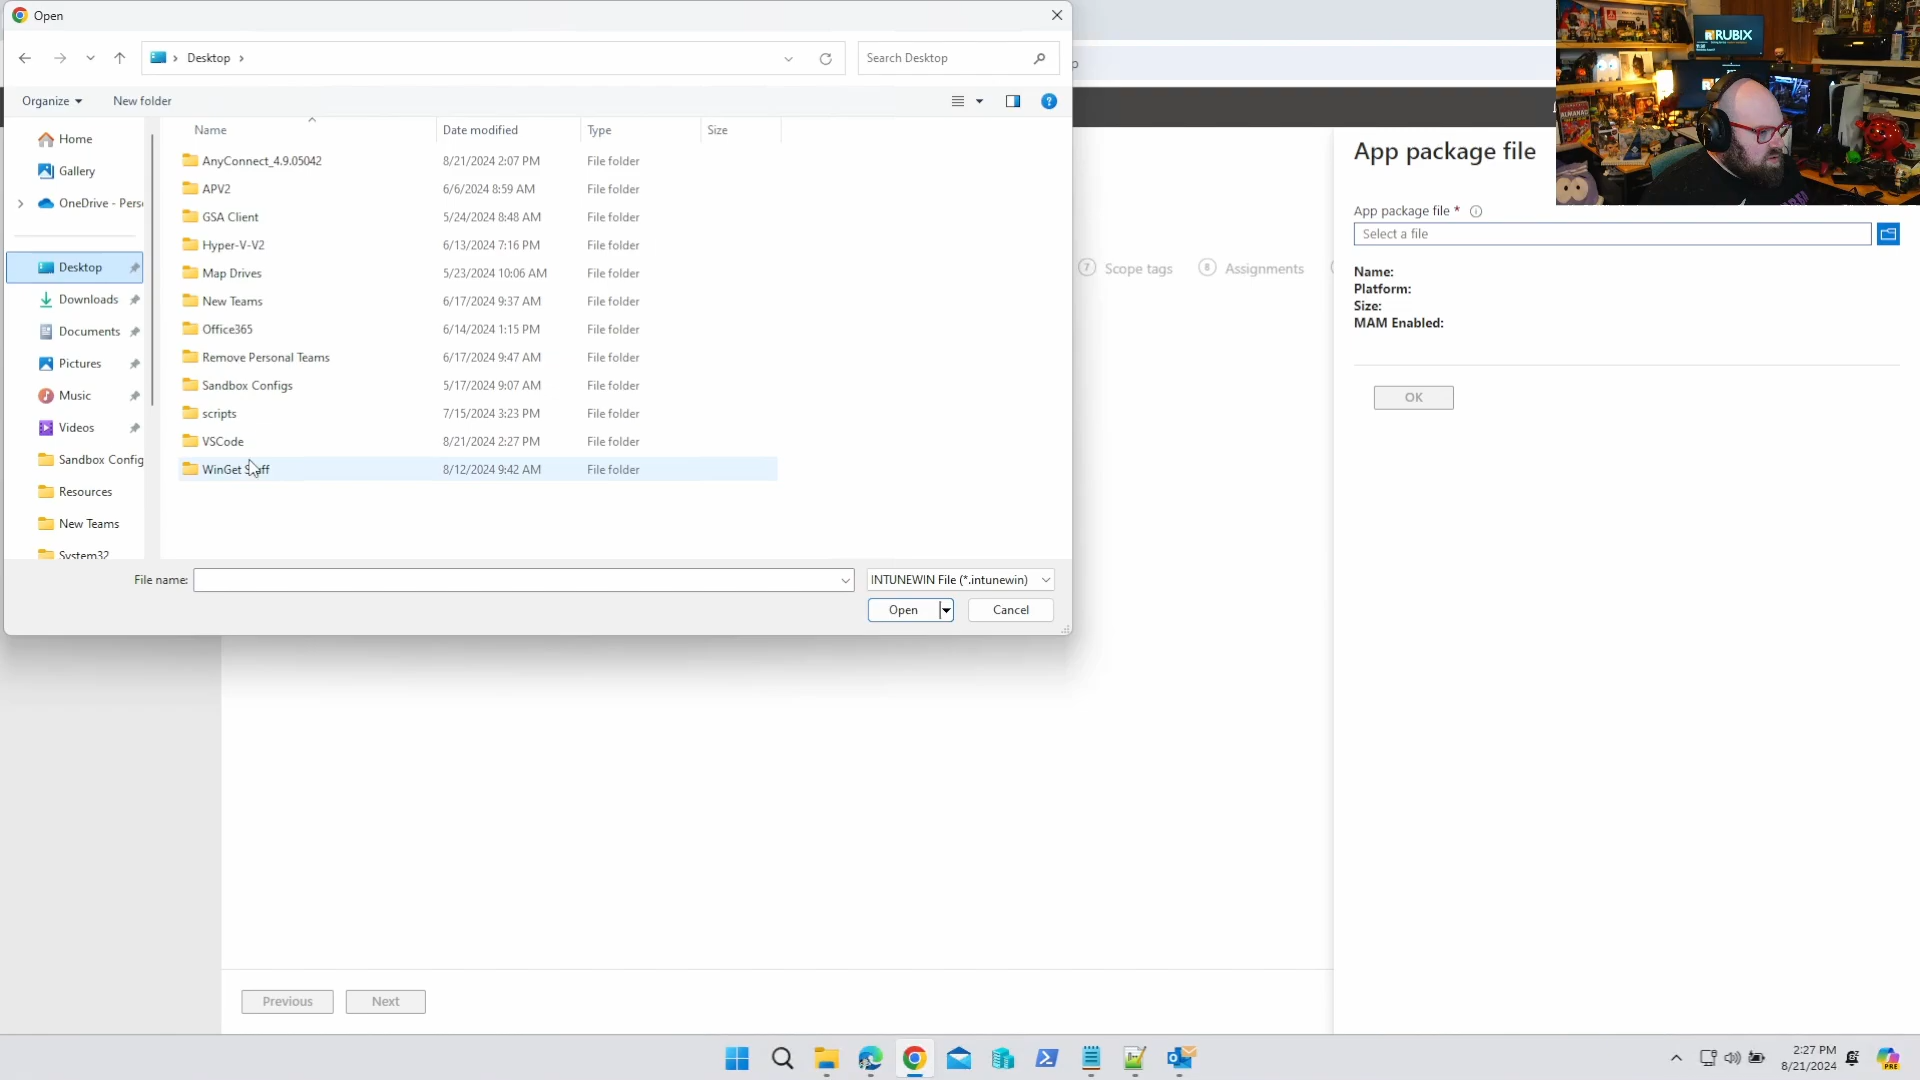 Open
Desktop
Search Desktop
Organize
New folder
Name
Date modified
Type
Size
Home
Gallery
OneDrive - Pers
Desktop
Downloads
Documents
Pictures
Music
Videos
Sandbox Config
Resources
New Teams
System32
AnyConnect_4.9.05042 8/21/2024 2:07 PM File folder
APV2 6/6/2024 8:59 AM File folder
GSA Client 5/24/2024 8:48 AM File folder
Hyper-V-V2 6/13/2024 7:16 PM File folder
Map Drives 5/23/2024 10:06 AM File folder
New Teams 6/17/2024 9:37 AM File folder
Office365 6/14/2024 1:15 PM File folder
Remove Personal Teams 6/17/2024 9:47 AM File folder
Sandbox Configs 5/17/2024 9:07 AM File folder
scripts 7/15/2024 3:23 PM File folder
VSCode 8/21/2024 2:27 PM File folder
WinGet 8/12/2024 9:42 AM File folder
File name:
INTUNEWIN File (*.intunewin)
Open
Cancel
7 Scope tags
8 Assignments
App package file
App package file *
Select a file
Name:
Platform:
Size:
MAM Enabled:
OK
RUBIX
Previous
Next
2:27 PM
8/21/2024
PRE